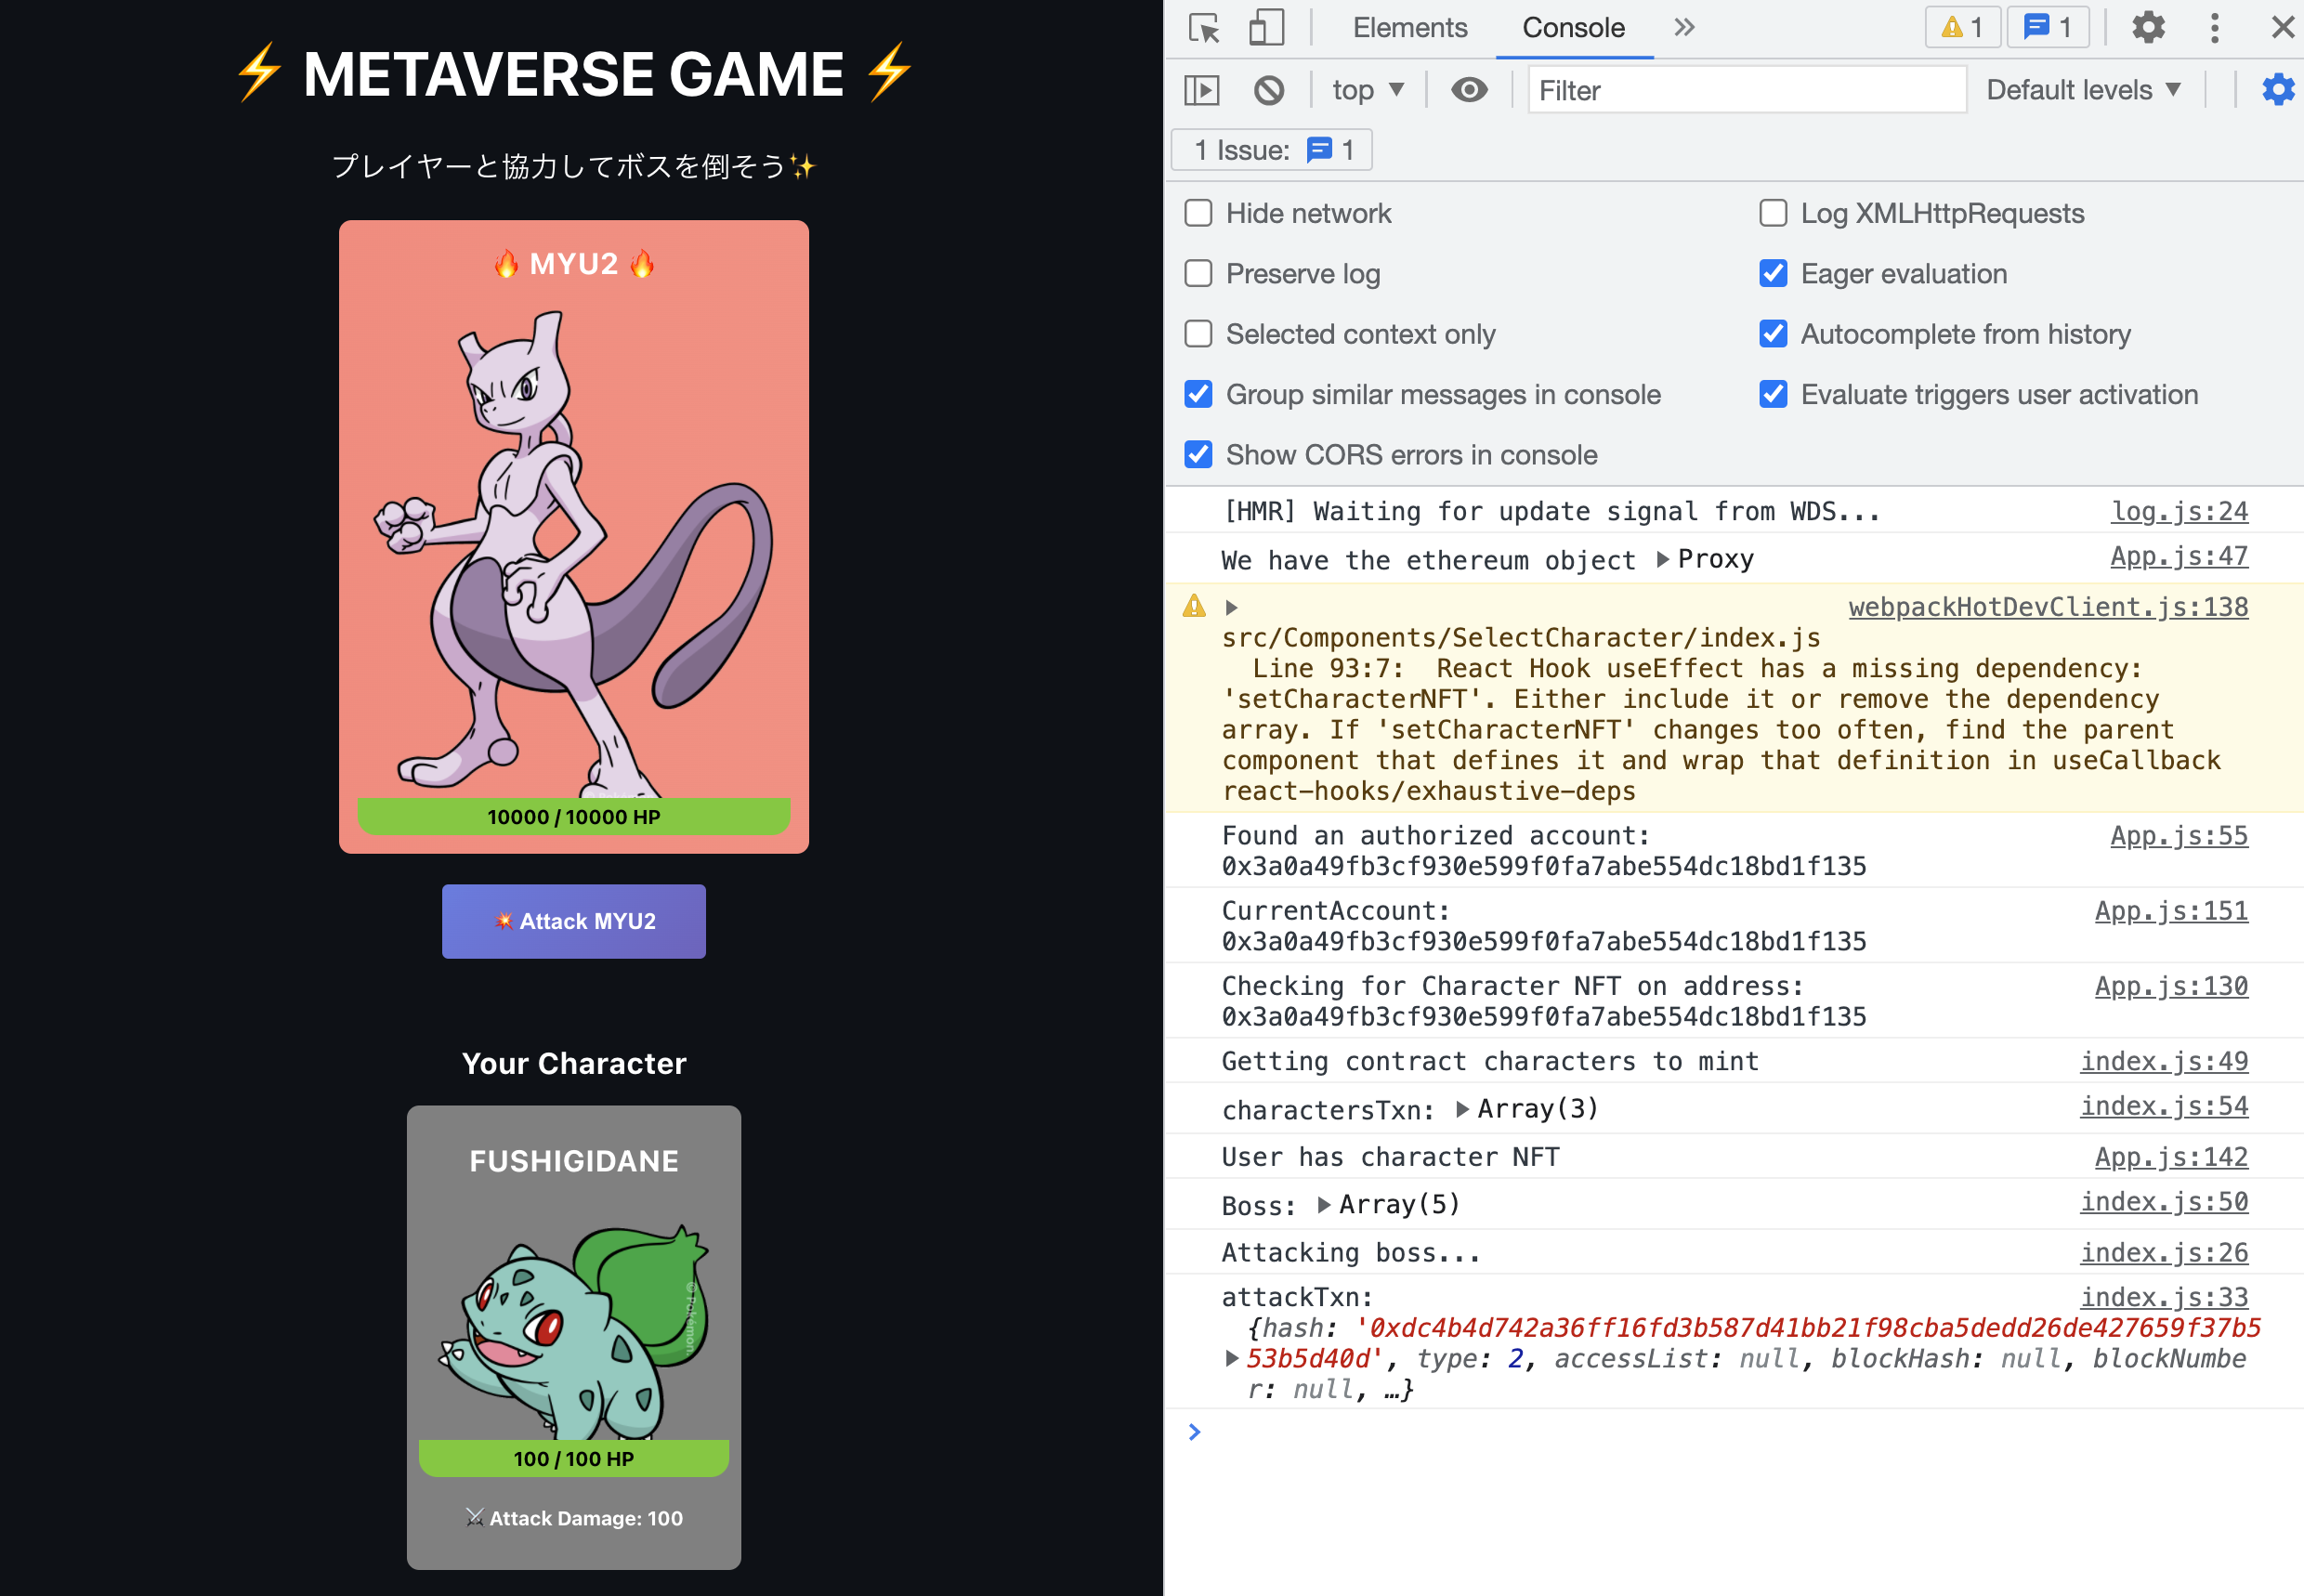 ⚡ METAVERSE GAME ⚡
プレイヤーと協力してボスを倒そう✨
🔥 MYU2 🔥
10000 / 10000 HP
💥 Attack MYU2
Your Character
FUSHIGIDANE
©Pokémon
100 / 100 HP
⚔️ Attack Damage: 100
Elements
Console
1
1
top ▼
Filter
Default levels ▼
1 Issue: 1
Hide network
Log XMLHttpRequests
Preserve log
Eager evaluation
Selected context only
Autocomplete from history
Group similar messages in console
Evaluate triggers user activation
Show CORS errors in console
[HMR] Waiting for update signal from WDS... log.js:24
We have the ethereum object ▶Proxy App.js:47
▶ webpackHotDevClient.js:138
src/Components/SelectCharacter/index.js
Line 93:7: React Hook useEffect has a missing dependency:
'setCharacterNFT'. Either include it or remove the dependency
array. If 'setCharacterNFT' changes too often, find the parent
component that defines it and wrap that definition in useCallback
react-hooks/exhaustive-deps
Found an authorized account: App.js:55
0x3a0a49fb3cf930e599f0fa7abe554dc18bd1f135
CurrentAccount: App.js:151
0x3a0a49fb3cf930e599f0fa7abe554dc18bd1f135
Checking for Character NFT on address: App.js:130
0x3a0a49fb3cf930e599f0fa7abe554dc18bd1f135
Getting contract characters to mint index.js:49
charactersTxn: ▶Array(3) index.js:54
User has character NFT App.js:142
Boss: ▶Array(5) index.js:50
Attacking boss... index.js:26
attackTxn: index.js:33
{hash: '0xdc4b4d742a36ff16fd3b587d41bb21f98cba5dedd26de427659f37b5
▶53b5d40d', type: 2, accessList: null, blockHash: null, blockNumbe
r: null, …}